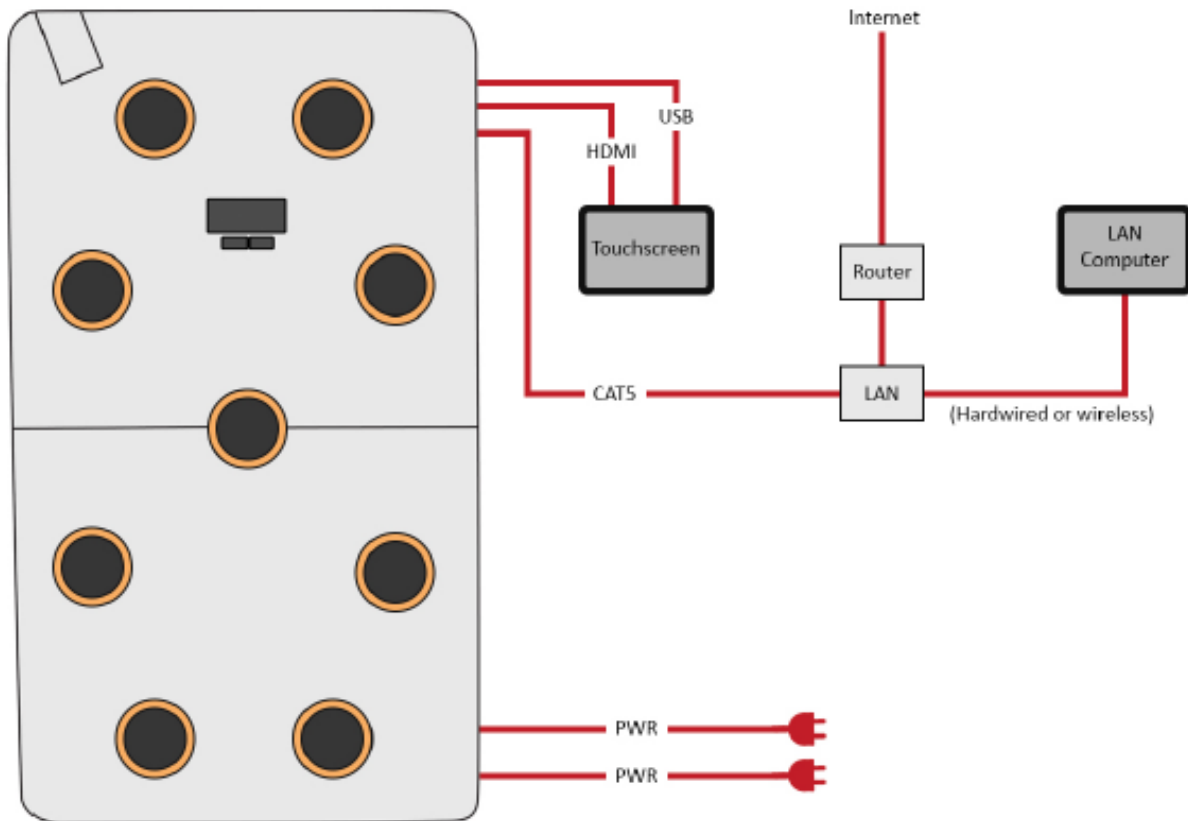 Internet
USB
HDMI
Touchscreen
Router
LAN
Computer
CAT5
LAN
(Hardwired or wireless)
PWR
PWR